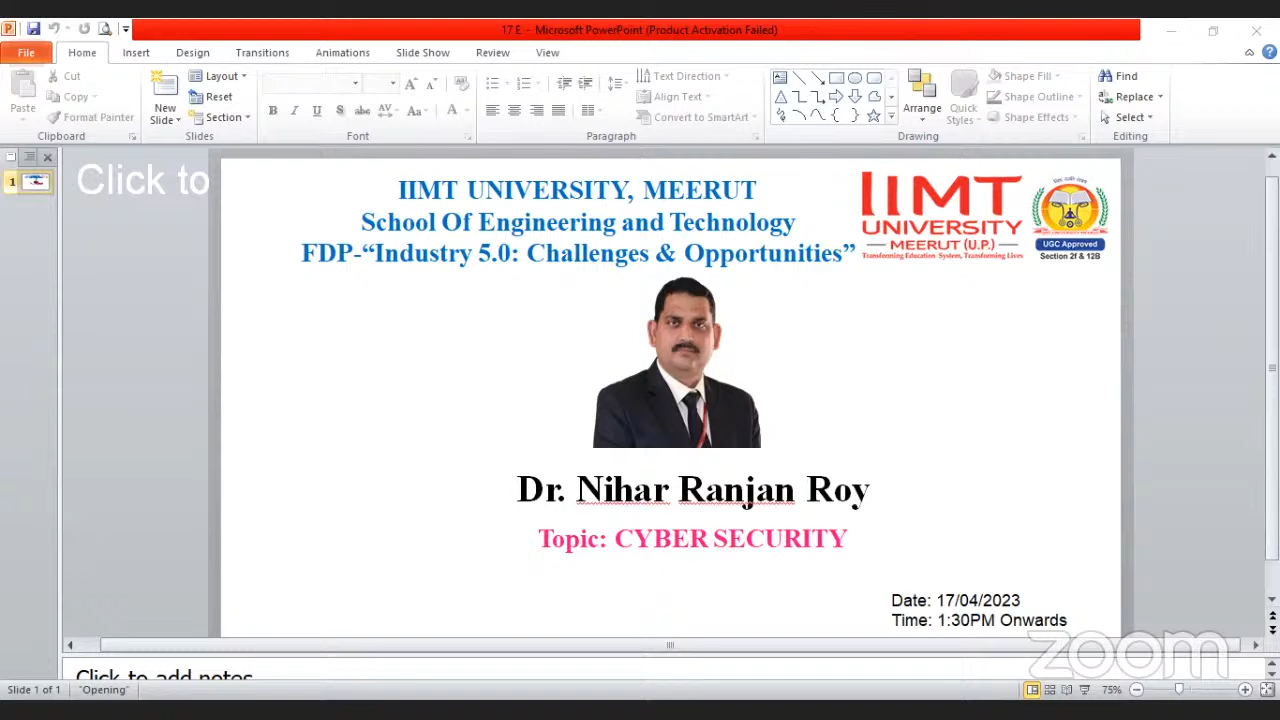 17 E - Microsoft PowerPoint (Product Activation Failed)
File Home Insert Design Transitions Animations Slide Show Review View
Cut
Copy
Format Painter
Paste
Clipboard
New Slide
Layout
Reset
Section
Slides
B I U S abc AV Aa A
Font
Text Direction
Align Text
Convert to SmartArt
Paragraph
Arrange
Quick Styles
Shape Fill
Shape Outline
Shape Effects
Drawing
Find
Replace
Select
Editing
1
Click to
IIMT UNIVERSITY, MEERUT
School Of Engineering and Technology
FDP-“Industry 5.0: Challenges & Opportunities”
IIMT
UNIVERSITY
MEERUT (U.P.)
Transforming Education System, Transforming Lives
UGC Approved
Section 2f & 12B
Dr. Nihar Ranjan Roy
Topic: CYBER SECURITY
Date: 17/04/2023
Time: 1:30PM Onwards
zoom
Click to add notes
Slide 1 of 1 "Opening" 75%